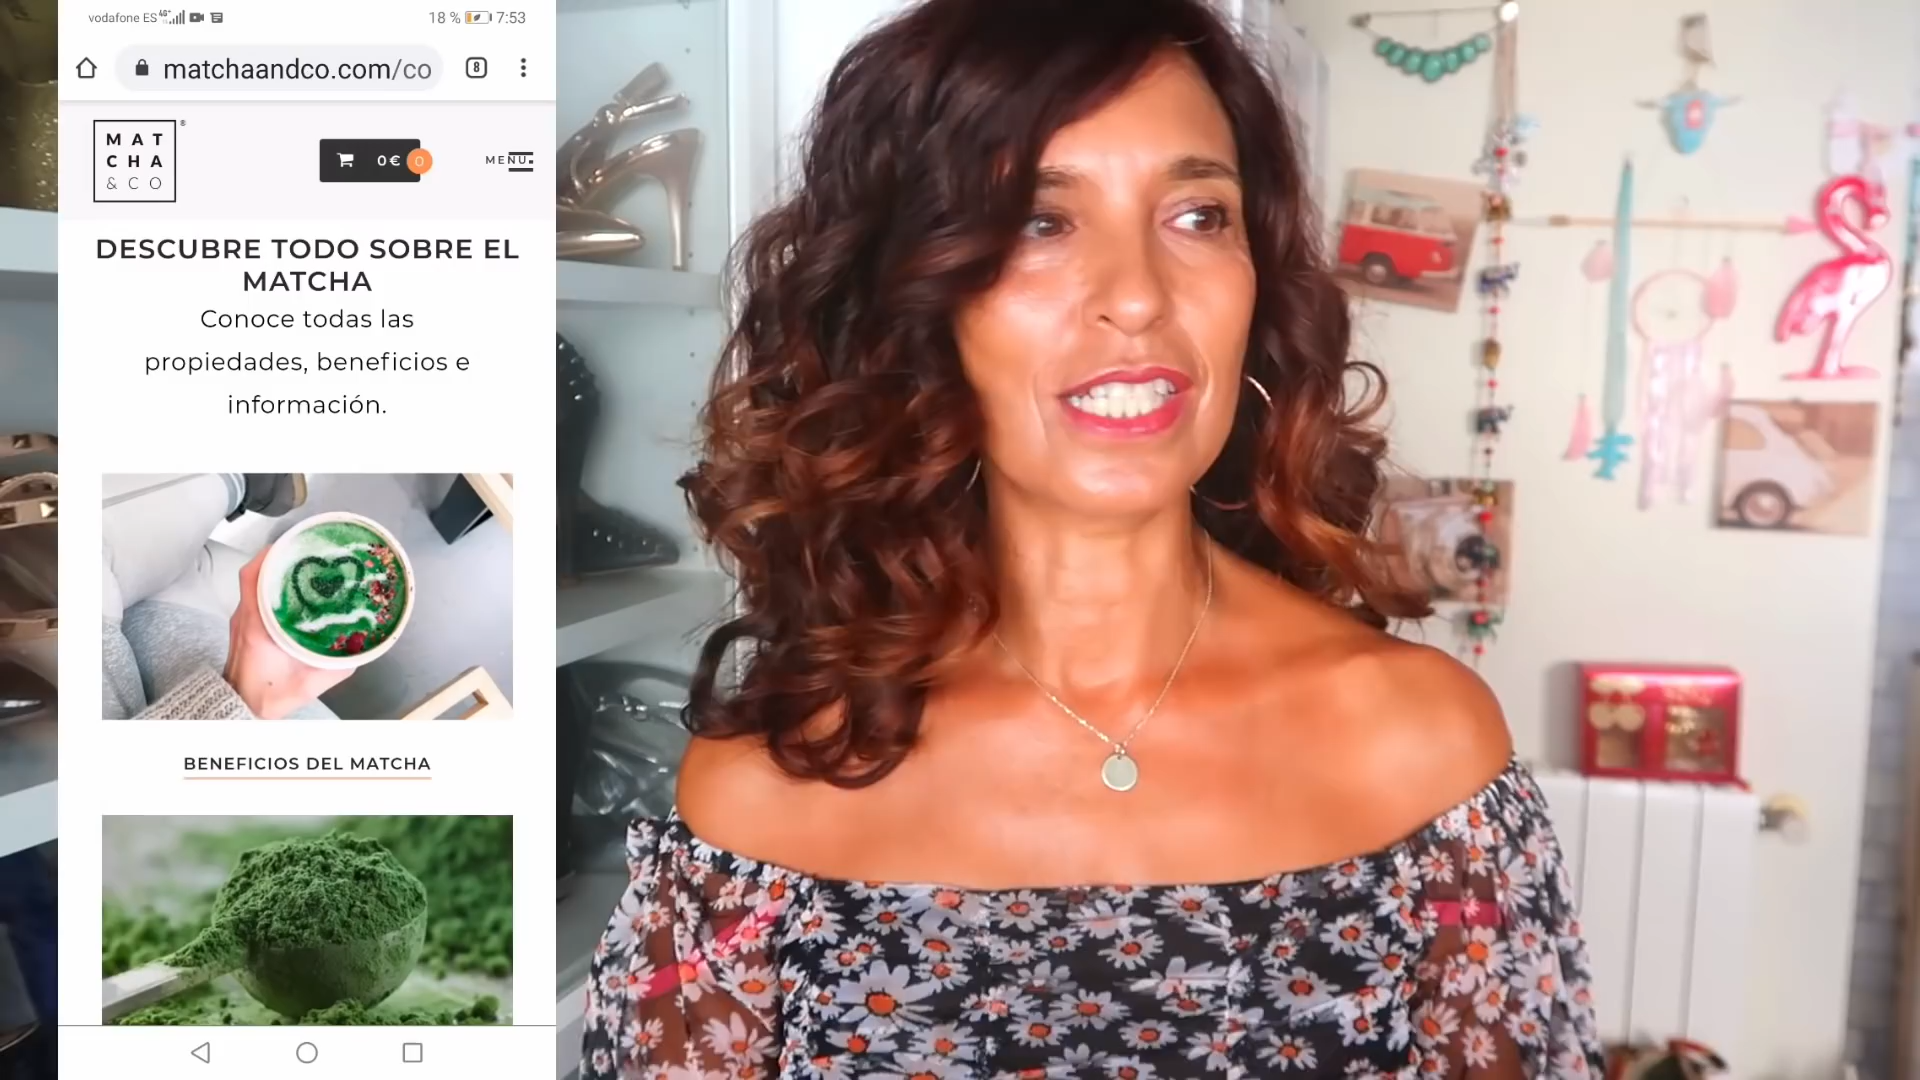 vodafone ES 4G 18 % 7:53
matchaandco.com/co 8
MAT
CHA
& CO
®
0€ 0
MENU
DESCUBRE TODO SOBRE EL
MATCHA
Conoce todas las
propiedades, beneficios e
información.
BENEFICIOS DEL MATCHA